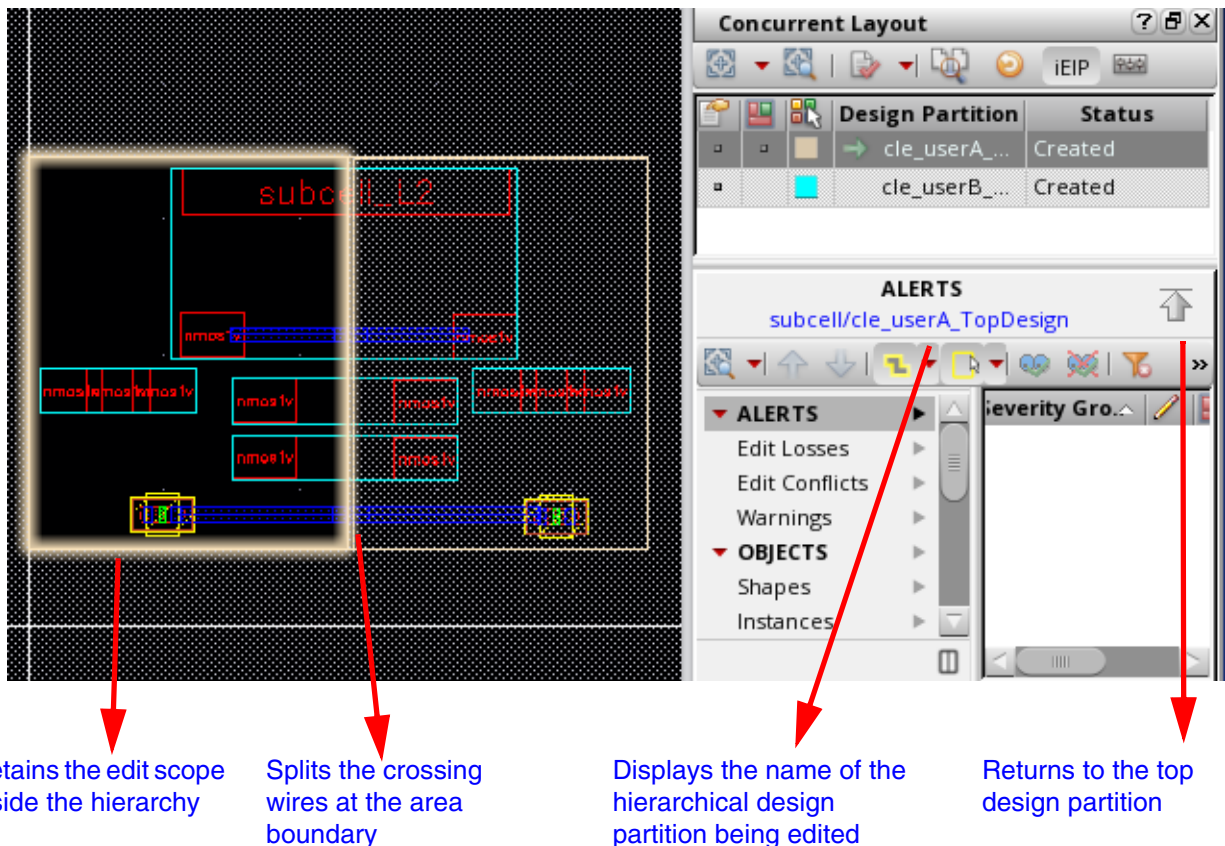 Concurrent Layout
iEIP
Design Partition Status
cle_userA_... Created
cle_userB_... Created
subcell_L2
ALERTS
subcell/cle_userA_TopDesign
nmos1v
nmos1v
nmos1v
nmos1v
nmos1v
nmos1v
ALERTS
Severity Gro..
Edit Losses
Edit Conflicts
Warnings
OBJECTS
Shapes
Instances
etains the edit scope
side the hierarchy
Splits the crossing
wires at the area
boundary
Displays the name of the
hierarchical design
partition being edited
Returns to the top
design partition